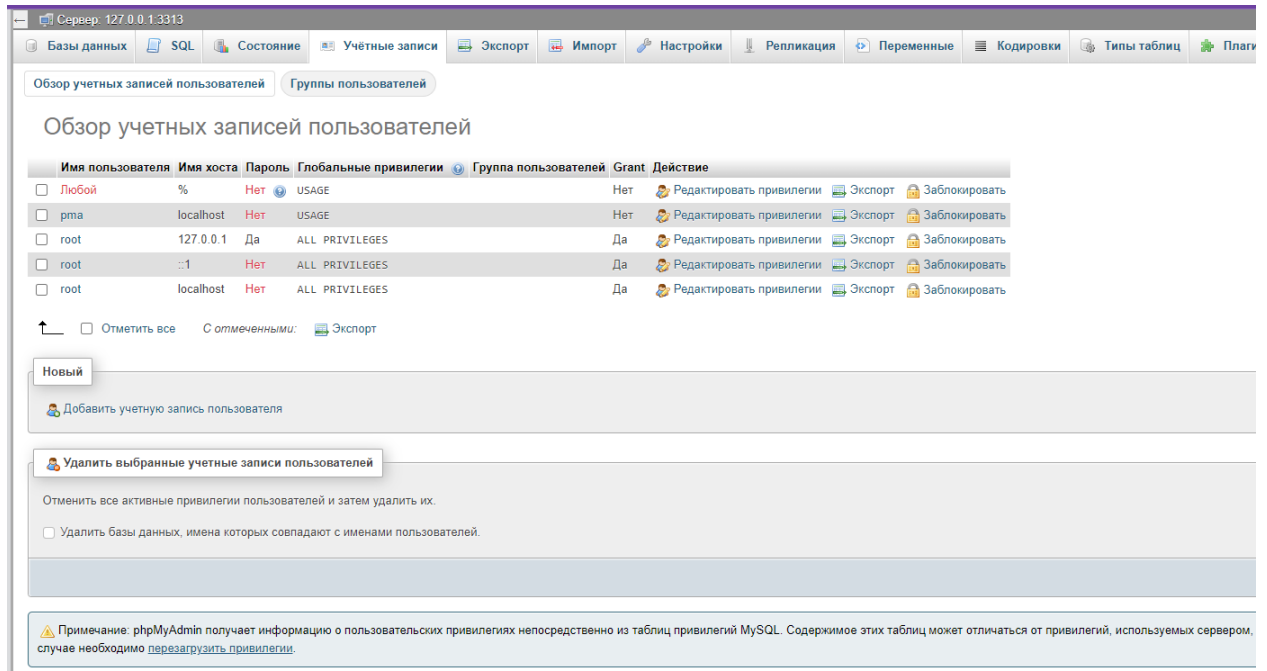 Сервер: 127.0.0.1:3313
Базы данных SQL Состояние Учётные записи Экспорт Импорт Настройки Репликация Переменные Кодировки Типы таблиц Плаги
Обзор учетных записей пользователей Группы пользователей
Обзор учетных записей пользователей
Имя пользователя Имя хоста Пароль Глобальные привилегии Группа пользователей Grant Действие
Любой % Нет USAGE Нет Редактировать привилегии Экспорт Заблокировать
pma localhost Нет USAGE Нет Редактировать привилегии Экспорт Заблокировать
root 127.0.0.1 Да ALL PRIVILEGES Да Редактировать привилегии Экспорт Заблокировать
root ::1 Нет ALL PRIVILEGES Да Редактировать привилегии Экспорт Заблокировать
root localhost Нет ALL PRIVILEGES Да Редактировать привилегии Экспорт Заблокировать
Отметить все С отмеченными: Экспорт
Новый
Добавить учетную запись пользователя
Удалить выбранные учетные записи пользователей
Отменить все активные привилегии пользователей и затем удалить их.
Удалить базы данных, имена которых совпадают с именами пользователей.
Примечание: phpMyAdmin получает информацию о пользовательских привилегиях непосредственно из таблиц привилегий MySQL. Содержимое этих таблиц может отличаться от привилегий, используемых сервером,
случае необходимо перезагрузить привилегии.